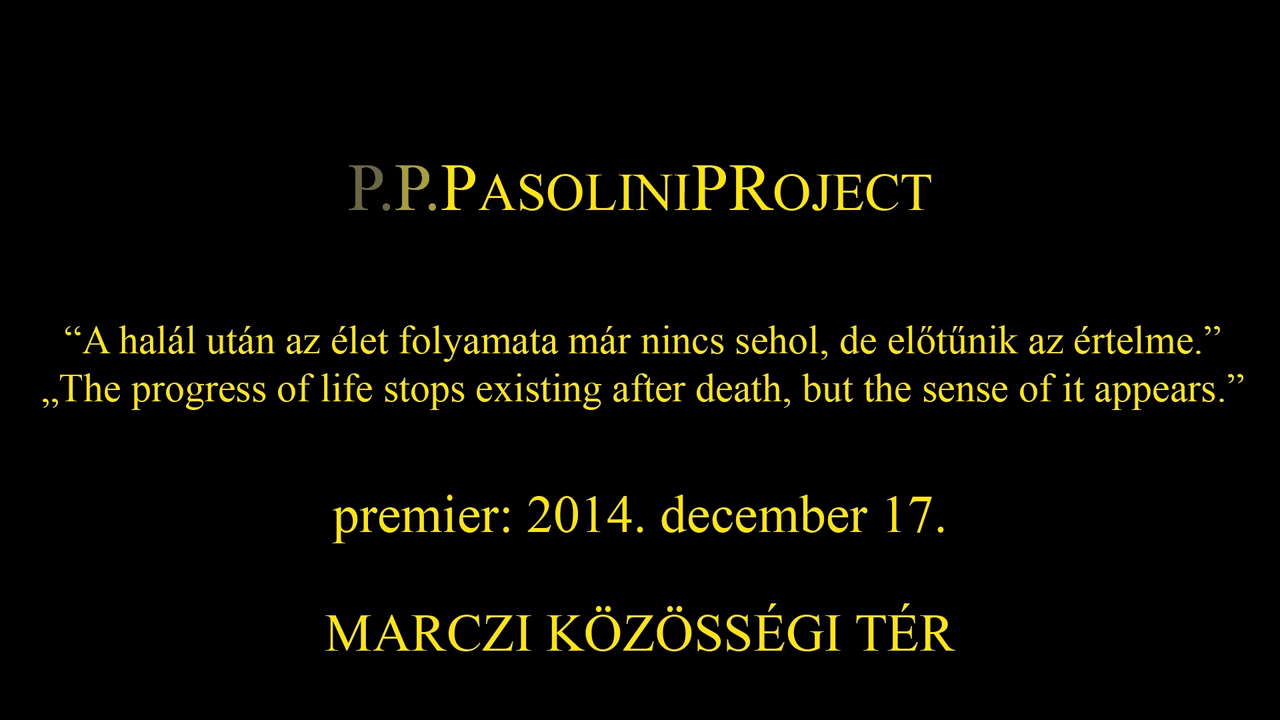 P.P.PASOLINIPROJECT
“A halál után az élet folyamata már nincs sehol, de előtűnik az értelme.”
„The progress of life stops existing after death, but the sense of it appears.”
premier: 2014. december 17.
MARCZI KÖZÖSSÉGI TÉR